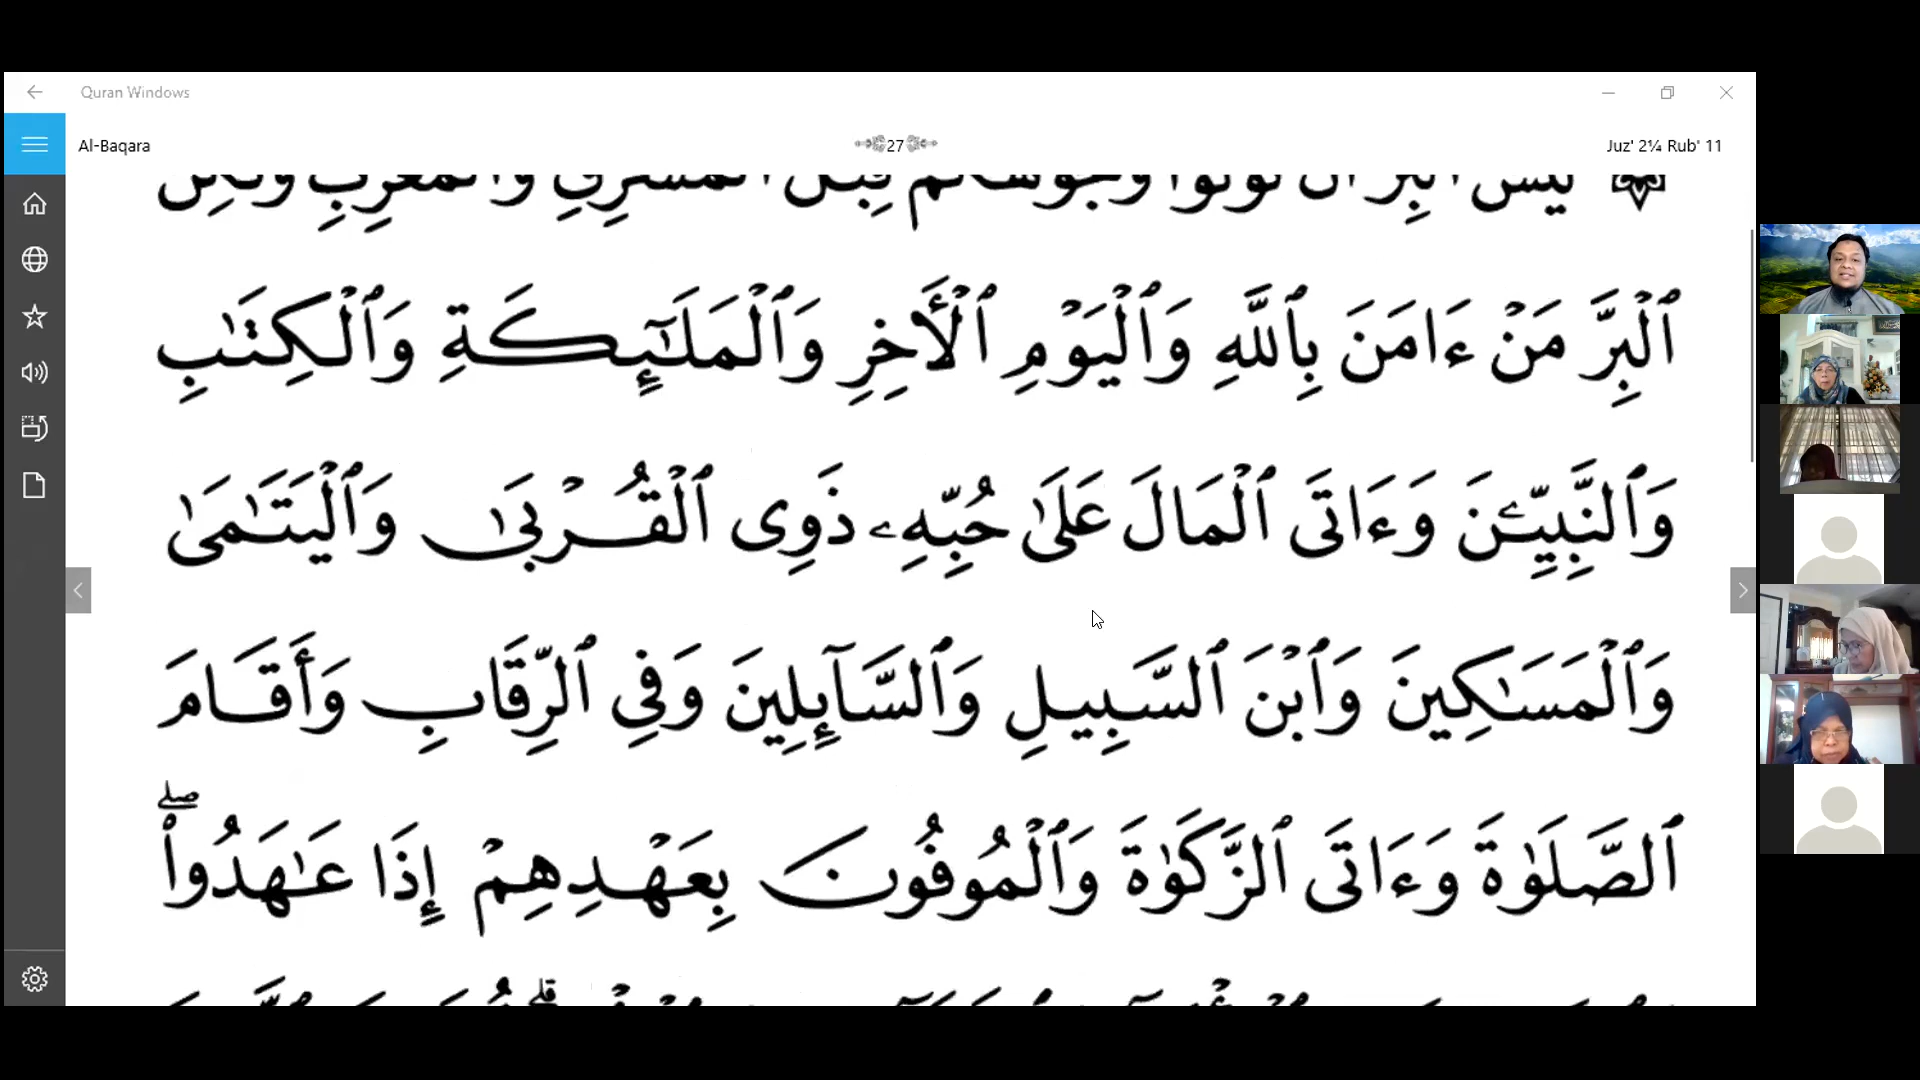 Quran Windows
Al-Baqara
27
Juz' 2¼ Rub' 11
ٱلْبِرَّ مَنْ ءَامَنَ بِٱللَّهِ وَٱلْيَوْمِ ٱلْأَخِرِ وَٱلْمَلَٰٓئِكَةِ وَٱلْكِتَٰبِ
وَٱلنَّبِيِّـۧنَ وَءَاتَى ٱلْمَالَ عَلَىٰ حُبِّهِۦ ذَوِى ٱلْقُرْبَىٰ وَٱلْيَتَٰمَىٰ
وَٱلْمَسَٰكِينَ وَٱبْنَ ٱلسَّبِيلِ وَٱلسَّآئِلِينَ وَفِى ٱلرِّقَابِ وَأَقَامَ
ٱلصَّلَوٰةَ وَءَاتَى ٱلزَّكَوٰةَ وَٱلْمُوفُونَ بِعَهْدِهِمْ إِذَا عَٰهَدُوا۟ ۖ